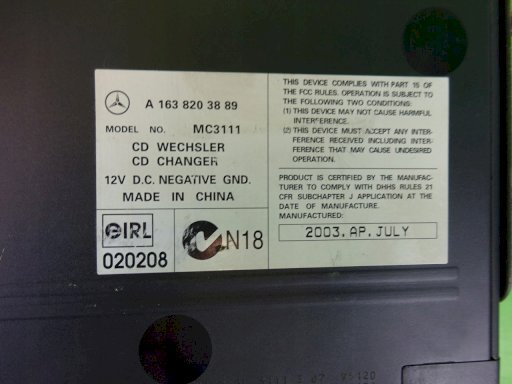 A 163 820 38 89
MODEL NO. MC3111
CD WECHSLER
CD CHANGER
12V D.C. NEGATIVE GND.
MADE IN CHINA
eIRL
020208
N18
THIS DEVICE COMPLIES WITH PART 15 OF
THE FCC RULES. OPERATION IS SUBJECT TO
THE FOLLOWING TWO CONDITIONS:
(1) THIS DEVICE MAY NOT CAUSE HARMFUL
INTERFERENCE.
(2) THIS DEVICE MUST ACCEPT ANY INTER-
FERENCE RECEIVED INCLUDING INTER-
FERENCE THAT MAY CAUSE UNDESIRED
OPERATION.
PRODUCT IS CERTIFIED BY THE MANUFAC-
TURER TO COMPLY WITH DHHS RULES 21
CFR SUBCHAPTER J APPLICATION AT THE
DATE OF MANUFACTURE.
MANUFACTURED:
2003.AP.JULY